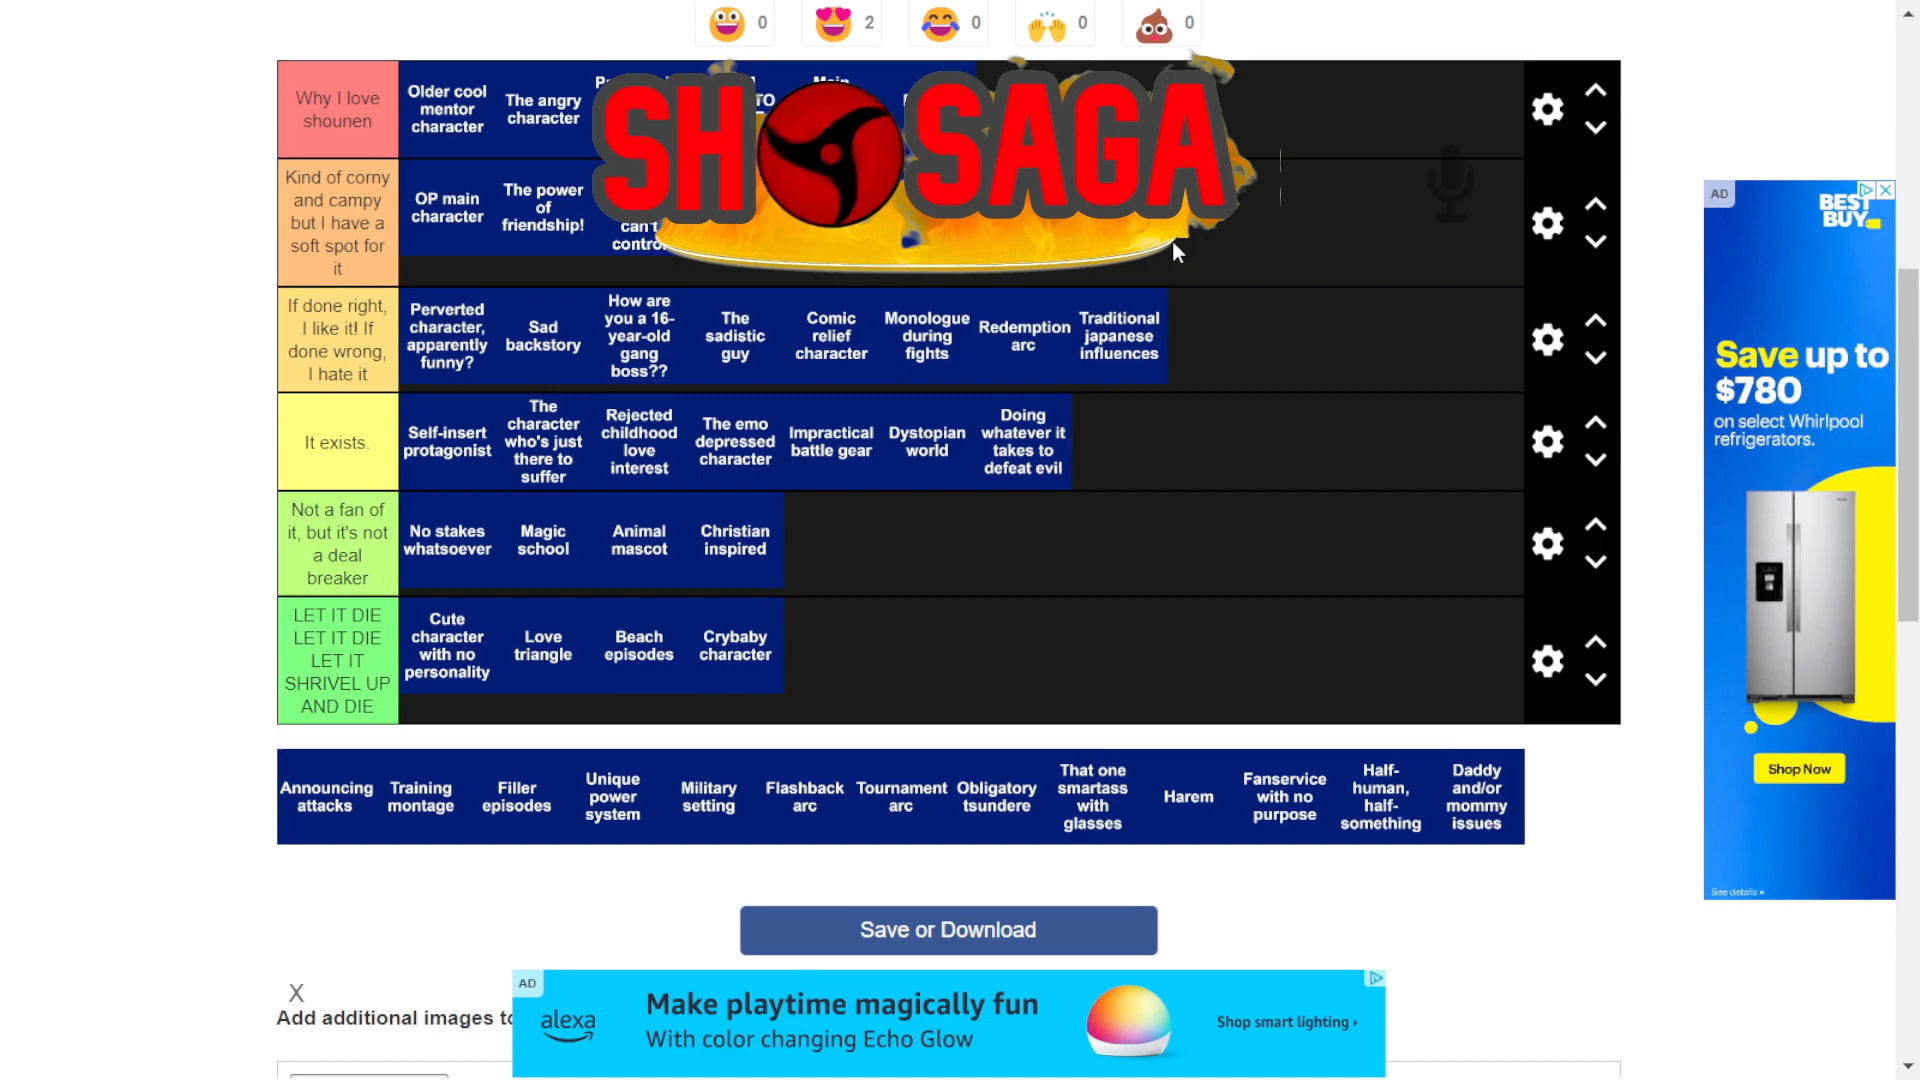 0
2
0
0
0
Why I love
shounen
Older cool
mentor
character
The angry
character
TO
SH SAGA
Kind of corny
and campy
but I have a
soft spot for
it
OP main
character
The power
of
friendship!
can't
control
If done right,
I like it! If
done wrong,
I hate it
Perverted
character,
apparently
funny?
Sad
backstory
How are
you a 16-
year-old
gang
boss??
The
sadistic
guy
Comic
relief
character
Monologue
during
fights
Redemption
arc
Traditional
japanese
influences
It exists.
Self-insert
protagonist
The
character
who's just
there to
suffer
Rejected
childhood
love
interest
The emo
depressed
character
Impractical
battle gear
Dystopian
world
Doing
whatever it
takes to
defeat evil
Not a fan of
it, but it's not
a deal
breaker
No stakes
whatsoever
Magic
school
Animal
mascot
Christian
inspired
LET IT DIE
LET IT DIE
LET IT
SHRIVEL UP
AND DIE
Cute
character
with no
personality
Love
triangle
Beach
episodes
Crybaby
character
Announcing
attacks
Training
montage
Filler
episodes
Unique
power
system
Military
setting
Flashback
arc
Tournament
arc
Obligatory
tsundere
That one
smartass
with
glasses
Harem
Fanservice
with no
purpose
Half-
human,
half-
something
Daddy
and/or
mommy
issues
Save or Download
X
Add additional images to
AD
alexa
Make playtime magically fun
With color changing Echo Glow
Shop smart lighting ›
AD
BEST
BUY
Save up to
$780
on select Whirlpool
refrigerators.
Shop Now
See details